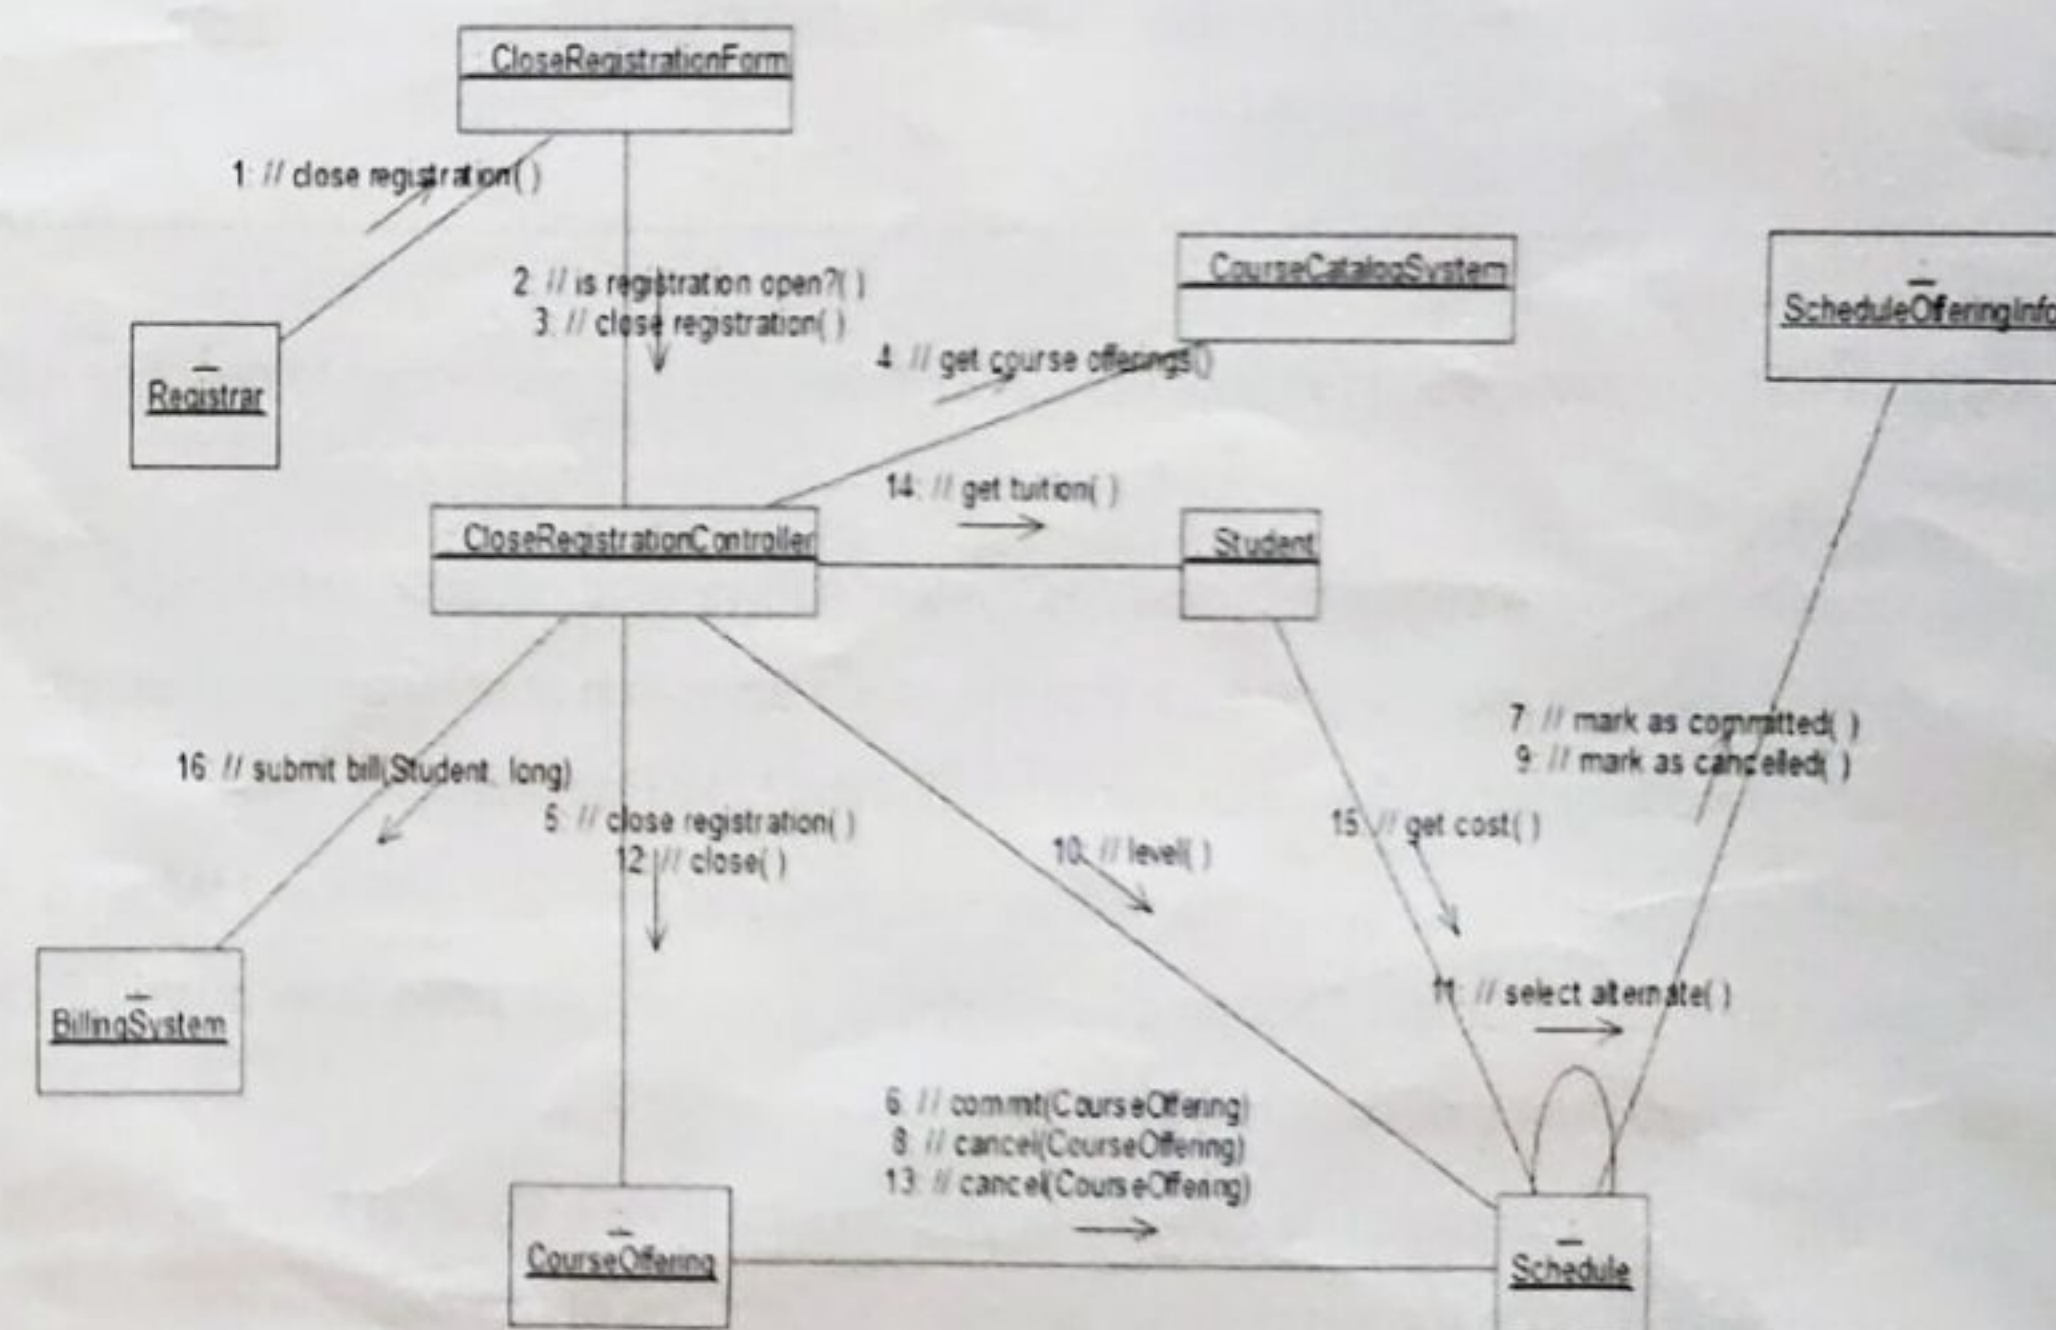 CloseRegistrationForm
1: // close registration( )
2: // is registration open?( )
3: // close registration( )
CourseCatalogSystem
ScheduleOfferingInfo
4: // get course offerings()
Registrar
14: // get tuition( )
CloseRegistrationController
Student
7: // mark as committed( )
9: // mark as cancelled( )
16: // submit bill(Student, long)
5: // close registration( )
12: // close( )
10: // level( )
15: // get cost( )
11: // select alternate( )
BillingSystem
6: // commit(CourseOffering)
8: // cancel(CourseOffering)
13: // cancel(CourseOffering)
CourseOffering
Schedule